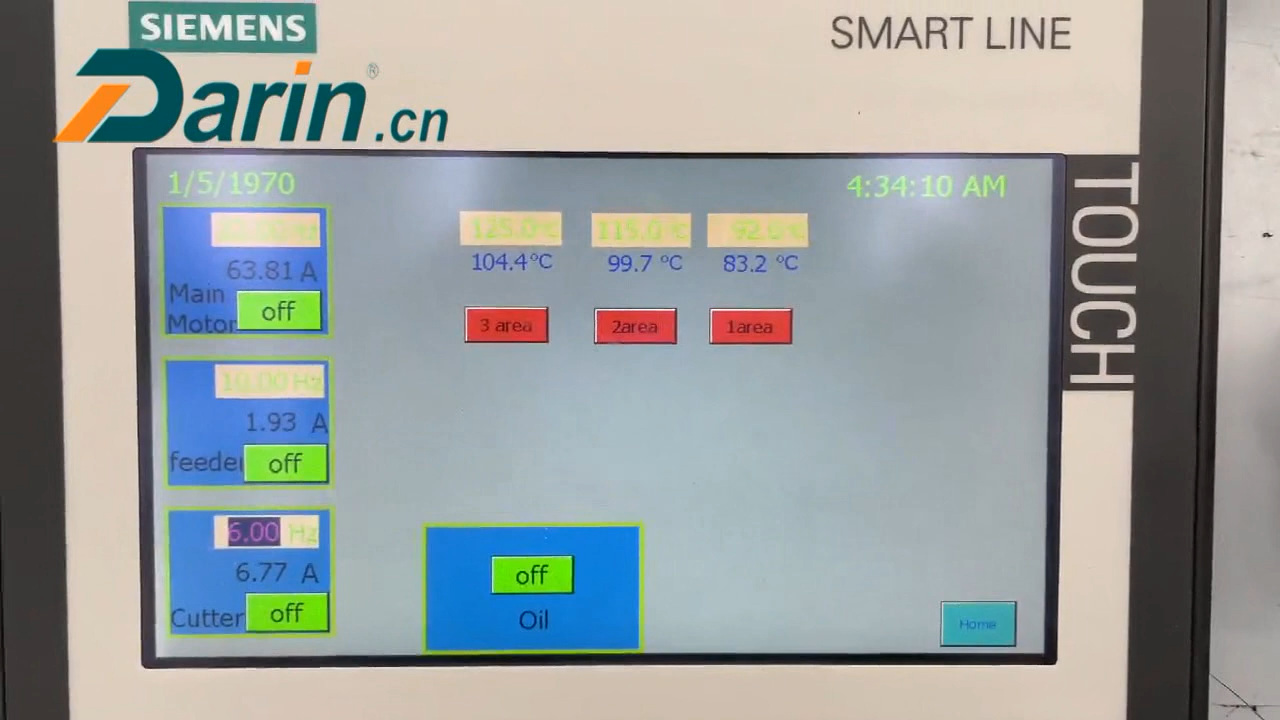 SIEMENS
SMART LINE
Darin.cn
®
TOUCH
1/5/1970
4:34:10 AM
63.81 A
Main
Motor
off
125.0℃
115.0℃
92.0℃
104.4℃
99.7 ℃
83.2 ℃
3 area
2area
1area
10.00 Hz
1.93 A
feeder
off
6.00 Hz
6.77 A
Cutter
off
off
Oil
Home